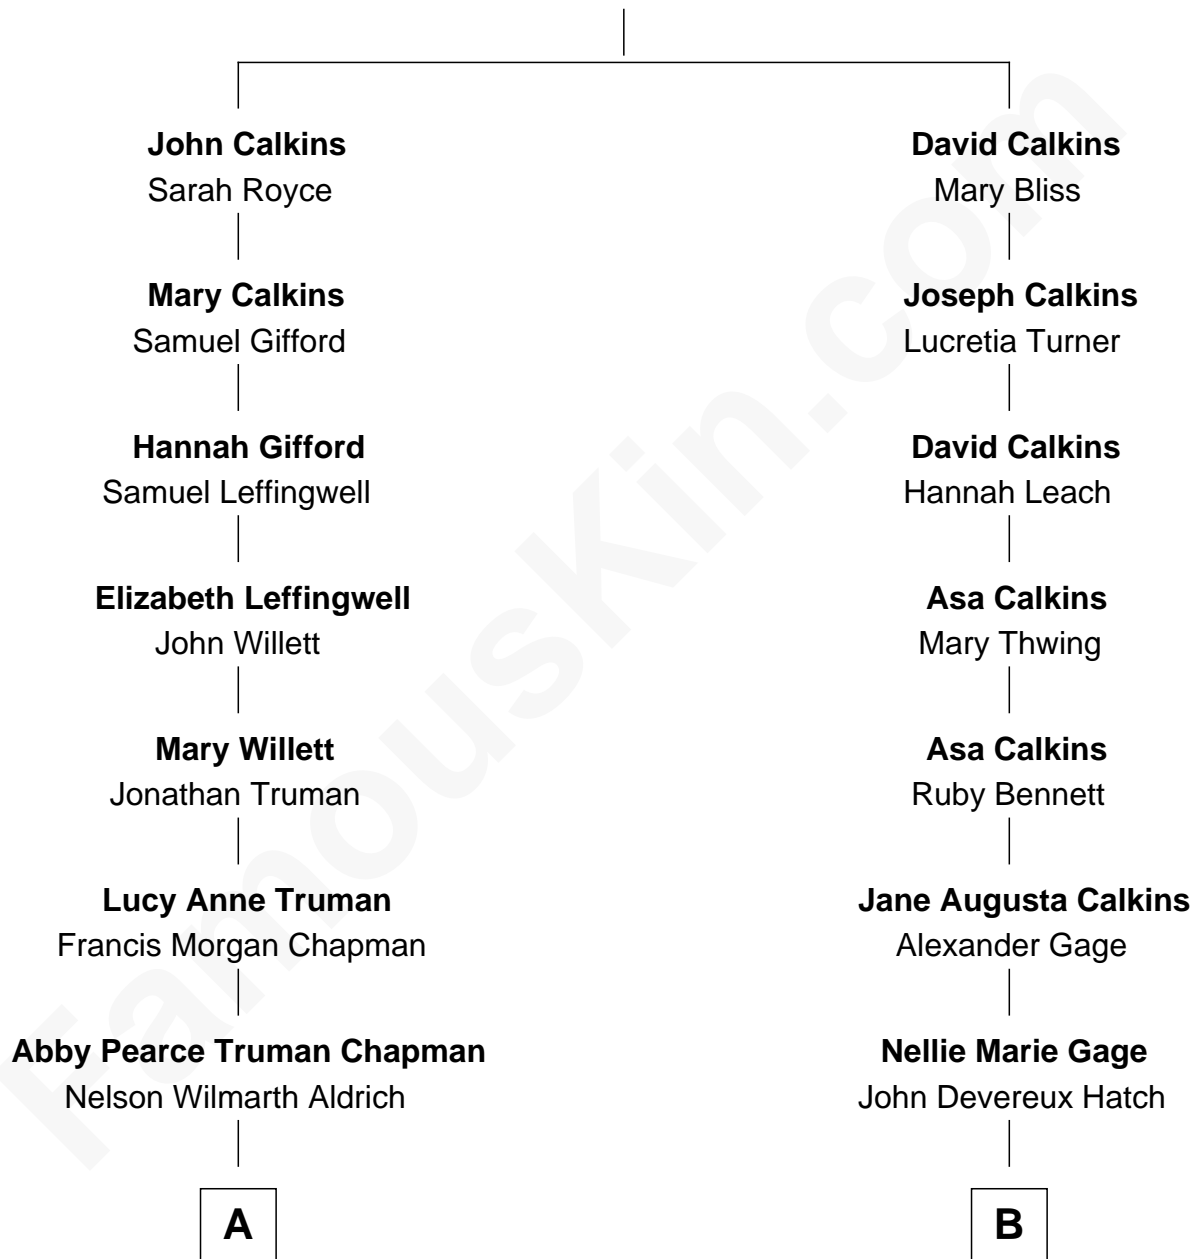 John Calkins
Sarah Royce
Mary Calkins
Samuel Gifford
Hannah Gifford
Samuel Leffingwell
Elizabeth Leffingwell
John Willett
Mary Willett
Jonathan Truman
Lucy Anne Truman
Francis Morgan Chapman
Abby Pearce Truman Chapman
Nelson Wilmarth Aldrich
A
David Calkins
Mary Bliss
Joseph Calkins
Lucretia Turner
David Calkins
Hannah Leach
Asa Calkins
Mary Thwing
Asa Calkins
Ruby Bennett
Jane Augusta Calkins
Alexander Gage
Nellie Marie Gage
John Devereux Hatch
B
FamousKin.com